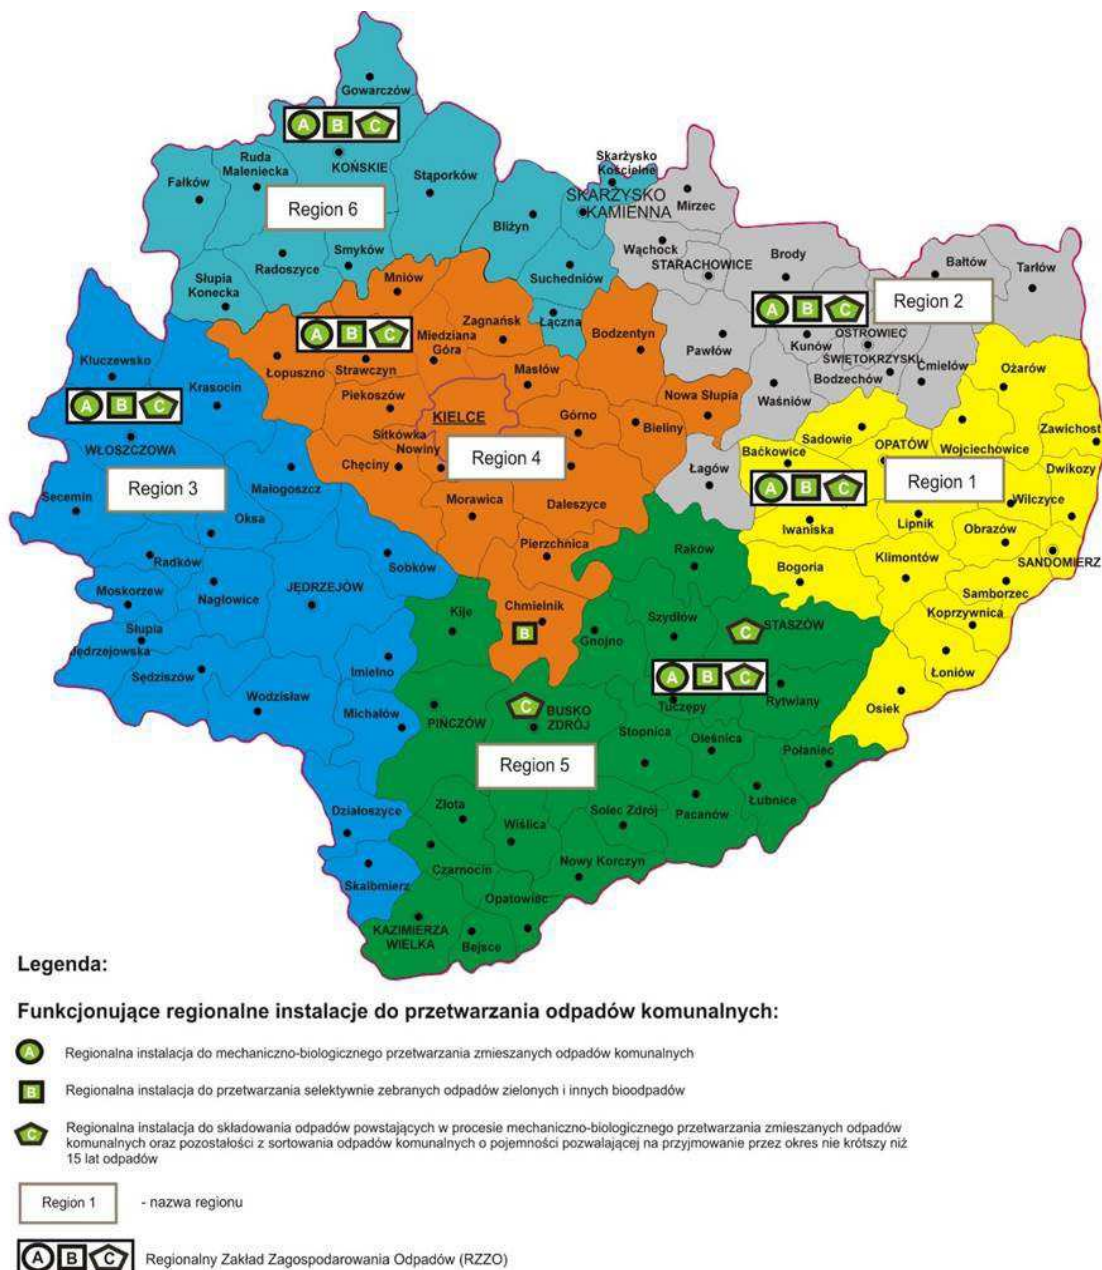 Gowarczów
A B C
KOŃSKIE
Ruda
Maleniecka
Fałków
Stąporków
Region 6
Smyków
Radoszyce
Słupia
Konecka
Skarżysko
Kościelne
SKARŻYSKO
KAMIENNA
Bliżyn
Suchedniów
Łączna
Mirzec
Wąchock
STARACHOWICE
Brody
Bałtów
Tarłów
Region 2
A B C
Pawłów
Kunów
OSTROWIEC
ŚWIĘTOKRZYSKI
Bodzechów
Ćmielów
Waśniów
Łagów
Mniów
A B C
Miedziana
Góra
Zagnańsk
Bodzentyn
Łopuszno
Strawczyn
Masłów
Piekoszów
KIELCE
Górno
Nowa Słupia
Bieliny
Sitkówka
Nowiny
Region 4
Chęciny
Morawica
Daleszyce
Pierzchnica
Chmielnik
B
Kluczewsko
Krasocin
A B C
WŁOSZCZOWA
Region 3
Małogoszcz
Secemin
Oksa
Radków
Sobków
Moskorzew
Nagłowice
JĘDRZEJÓW
Słupia
Jędrzejowska
Sędziszów
Imielno
Wodzisław
Michałów
Działoszyce
Skalbmierz
Ożarów
Zawichost
Sadowie
OPATÓW
Wojciechowice
Baćkowice
Dwikozy
A B C
Region 1
Wilczyce
Iwaniska
Lipnik
Obrazów
SANDOMIERZ
Bogoria
Klimontów
Samborzec
Koprzywnica
Łoniów
Osiek
Raków
Kije
Szydłów
Gnojno
C
STASZÓW
A B C
Tuczępy
Rytwiany
PIŃCZÓW
C
BUSKO
ZDRÓJ
Stopnica
Oleśnica
Połaniec
Region 5
Łubnice
Pacanów
Solec Zdrój
Złota
Wiślica
Czarnocin
Nowy Korczyn
Opatowiec
KAZIMIERZA
WIELKA
Bejsce
Legenda:
Funkcjonujące regionalne instalacje do przetwarzania odpadów komunalnych:
A Regionalna instalacja do mechaniczno-biologicznego przetwarzania zmieszanych odpadów komunalnych
B Regionalna instalacja do przetwarzania selektywnie zebranych odpadów zielonych i innych bioodpadów
C Regionalna instalacja do składowania odpadów powstających w procesie mechaniczno-biologicznego przetwarzania zmieszanych odpadów
komunalnych oraz pozostałości z sortowania odpadów komunalnych o pojemności pozwalającej na przyjmowanie przez okres nie krótszy niż
15 lat odpadów
Region 1 - nazwa regionu
A B C Regionalny Zakład Zagospodarowania Odpadów (RZZO)